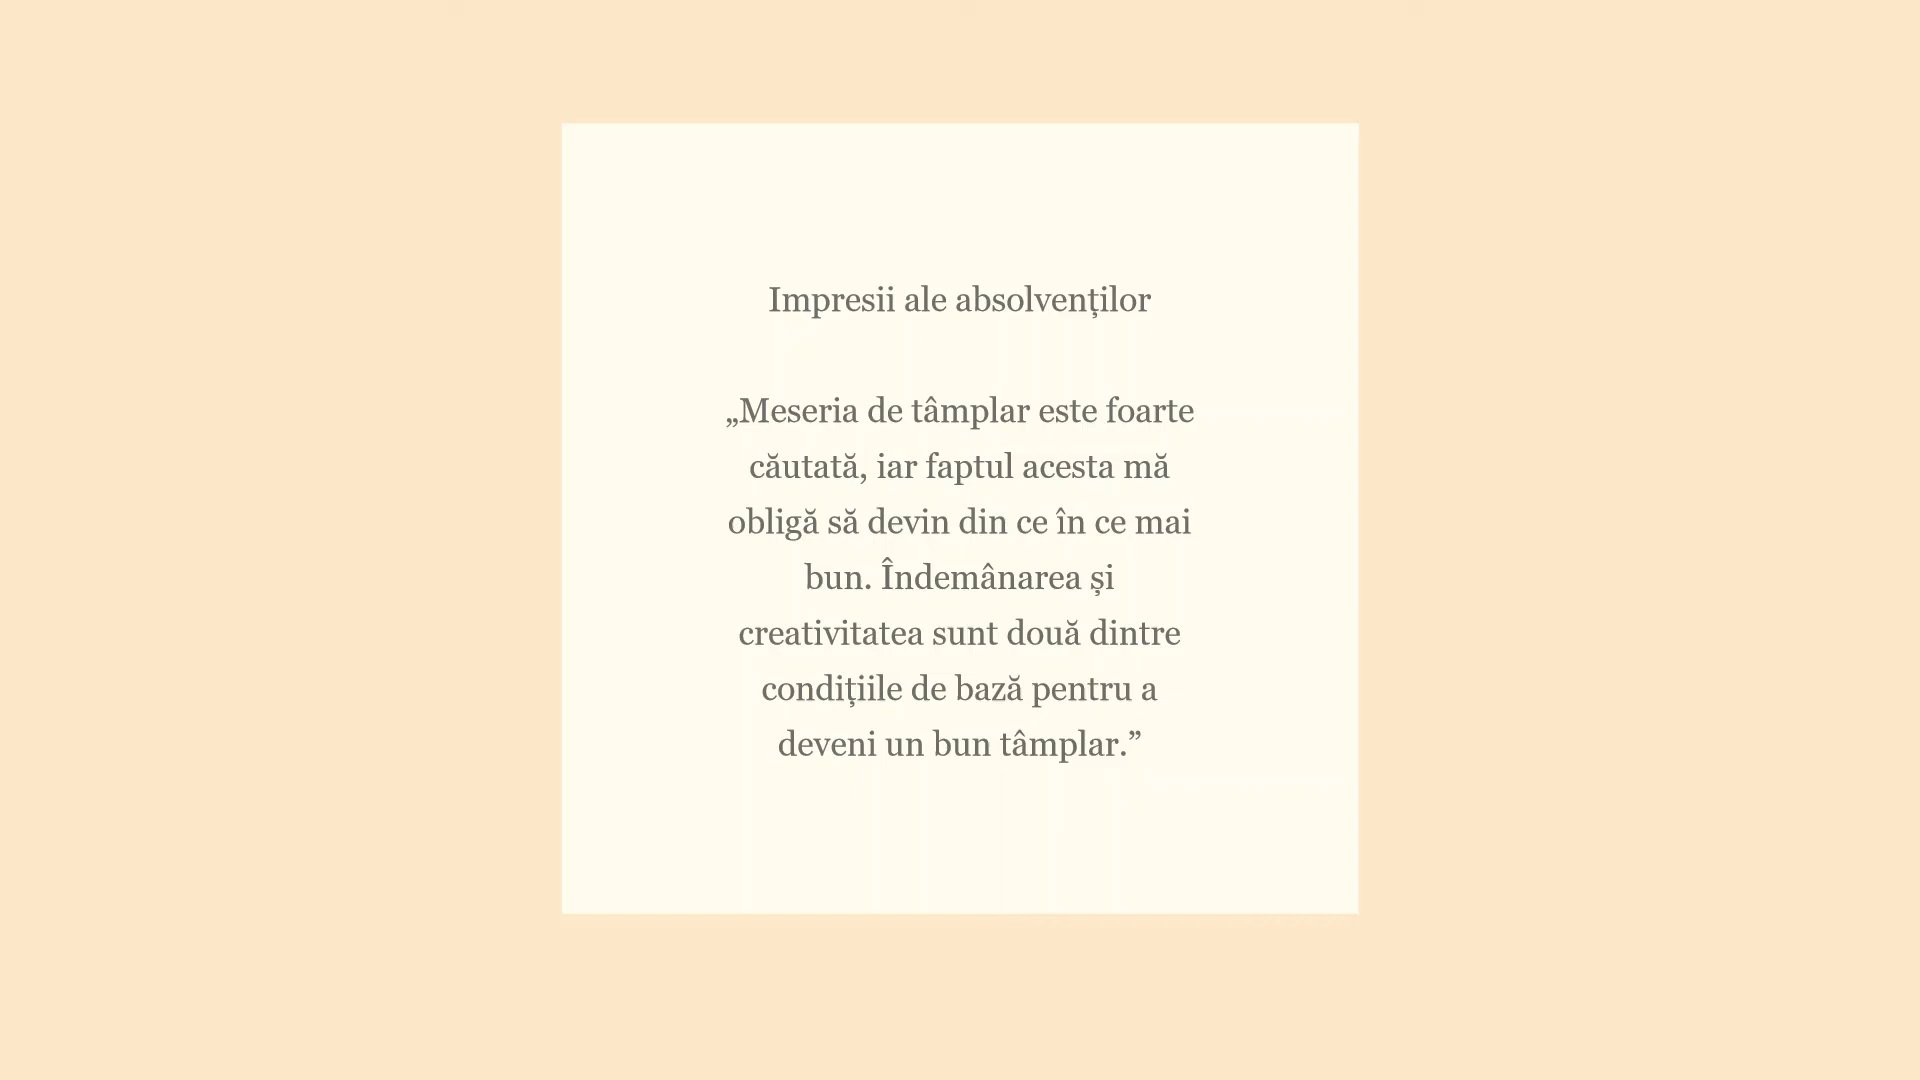 Impresii ale absolvenților
„Meseria de tâmplar este foarte
căutată, iar faptul acesta mă
obligă să devin din ce în ce mai
bun. Îndemânarea și
creativitatea sunt două dintre
condițiile de bază pentru a
deveni un bun tâmplar.”